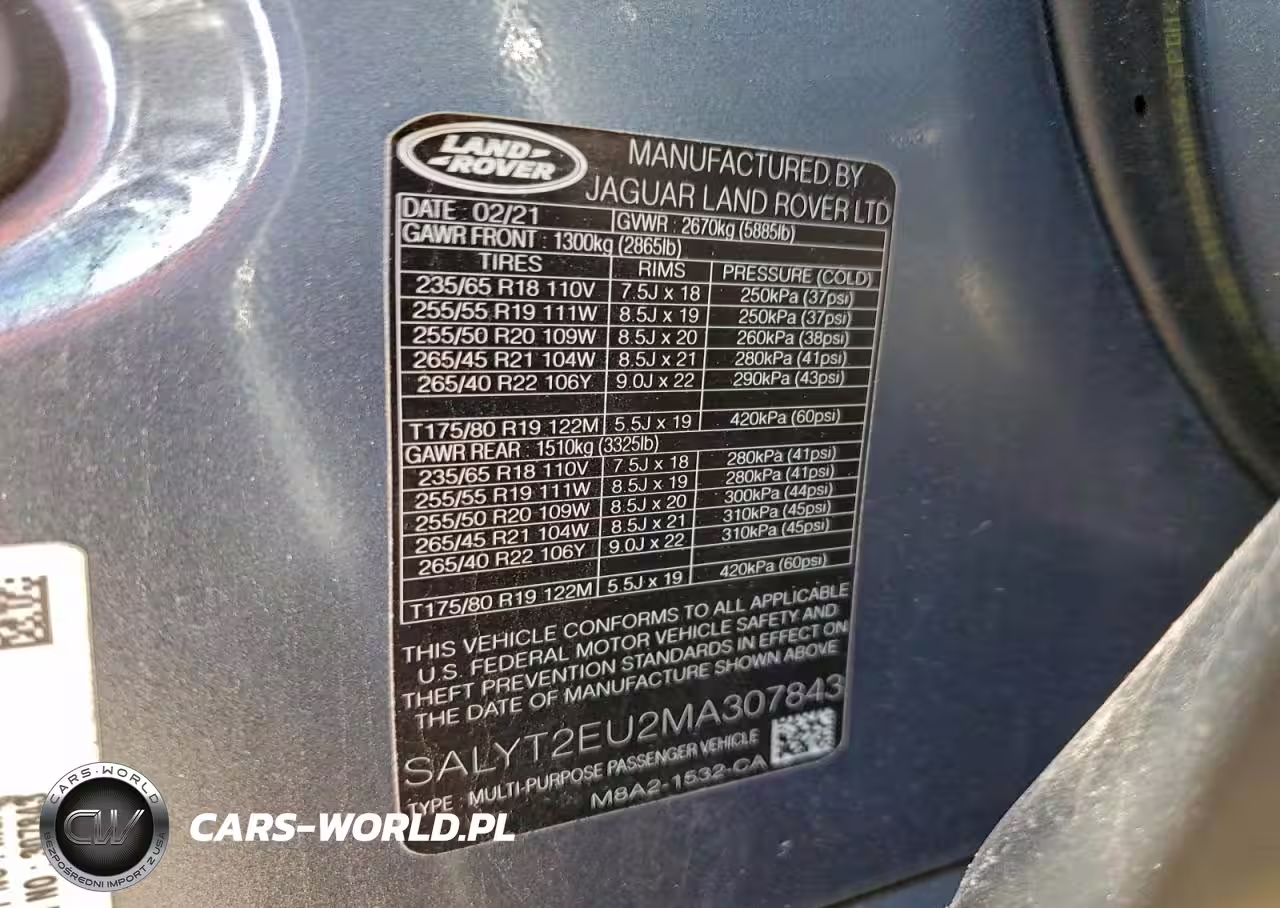 LAND ROVER
MANUFACTURED BY
JAGUAR LAND ROVER LTD
DATE : 02/21 GVWR : 2670kg (5885lb)
GAWR FRONT : 1300kg (2865lb)
TIRES RIMS PRESSURE (COLD)
235/65 R18 110V 7.5J x 18 250kPa (37psi)
255/55 R19 111W 8.5J x 19 250kPa (37psi)
255/50 R20 109W 8.5J x 20 260kPa (38psi)
265/45 R21 104W 8.5J x 21 280kPa (41psi)
265/40 R22 106Y 9.0J x 22 290kPa (43psi)
T175/80 R19 122M 5.5J x 19 420kPa (60psi)
GAWR REAR : 1510kg (3325lb)
235/65 R18 110V 7.5J x 18 280kPa (41psi)
255/55 R19 111W 8.5J x 19 280kPa (41psi)
255/50 R20 109W 8.5J x 20 300kPa (44psi)
265/45 R21 104W 8.5J x 21 310kPa (45psi)
265/40 R22 106Y 9.0J x 22 310kPa (45psi)
T175/80 R19 122M 5.5J x 19 420kPa (60psi)
THIS VEHICLE CONFORMS TO ALL APPLICABLE
U.S. FEDERAL MOTOR VEHICLE SAFETY AND
THEFT PREVENTION STANDARDS IN EFFECT ON
THE DATE OF MANUFACTURE SHOWN ABOVE
SALYT2EU2MA307843
TYPE : MULTI-PURPOSE PASSENGER VEHICLE
M8A2-1532-CA
CARS-WORLD
CW
BEZPOŚREDNI IMPORT Z USA
CARS-WORLD.PL